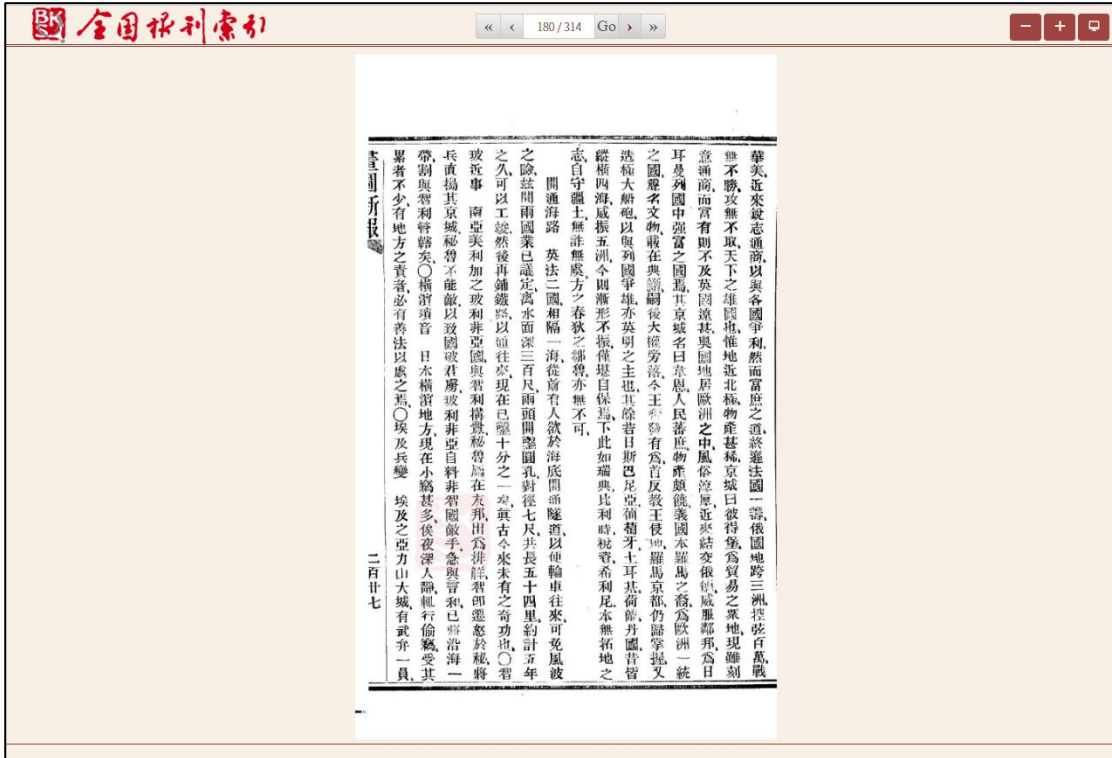 全国报刊索引
« ‹ 180 / 314 Go › »
華美、近來銳志通商、以與各國爭利、然而富庶之道、終遜法國一籌、俄國地跨三洲、控弦百萬、戰
無不勝、攻無不取、天下之雄國也、惟地近北極、物產甚稀、京城曰彼得堡、爲貿易之衆地、現雖刻
意通商、而富有則不及英國遠甚、奧國地居歐洲之中、風俗淳厚、近來結交俄德、威服鄰邦、爲日
耳曼列國中強富之國焉、其京城名曰韋恩、人民蕃庶、物產頗饒、義國本羅馬之裔、爲歐洲一統
之國、聲名文物、載在典籍、嗣後大權旁落、今王奮發有爲、首反敎王侵地、羅馬京都、仍歸掌握、又
造極大船砲、以與列國爭雄、亦英明之主也、其餘若日斯巴尼亞、葡萄牙、土耳基、荷蘭、丹國、昔皆
縱橫四海、威振五洲、今則漸形不振、僅堪自保焉、下此如瑞典、比利時、希利尼、本無拓地之
志、自守疆土、無詐無虞、方之春秋之鄒魯、亦無不可、
開通海路 英法二國、相隔一海、從前有人欲於海底開通隧道、以便輪車往來、可免風波
之險、茲聞兩國業已議定、离水面深三百尺、兩頭開鑿圓孔、對徑七尺、共長五十四里、約計五年
之久、可以工竣、然後再鋪鐵路、以通往來、現在已鑿十分之一矣、眞古今來未有之奇功也、〇智
玻近事 南亞美利加之玻利非亞國、與智利搆釁、秘魯在友邦、出爲排解、智卽遷怒於秘、將
兵直搗其京城、秘魯不能敵、以致國破君虜、玻利非亞自料非智國敵手、急與言和、已將沿海一
帶、割與智利管轄矣、〇橫濱瑣音 日本橫濱地方、現在小竊甚多、俟夜深人靜、輒行偷竊、受其
累者不少、有地方之責者、必有善法以處之焉、〇埃及兵變 埃及之亞力山大城、有武弁一員、
畫圖新報
二百廿七